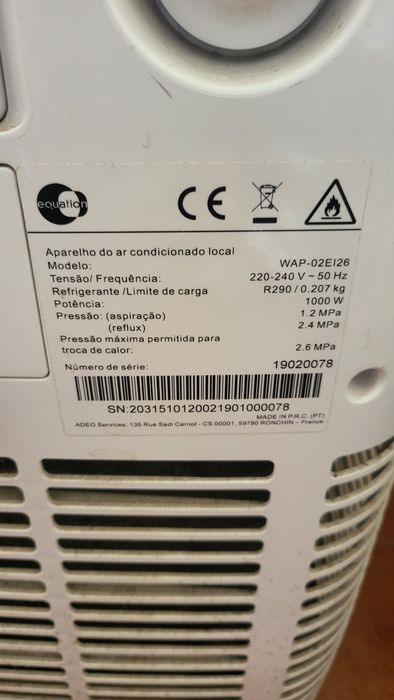 equation
CE
Aparelho do ar condicionado local
Modelo: WAP-02EI26
Tensão/ Frequência: 220-240 V ~ 50 Hz
Refrigerante /Limite de carga R290 / 0.207 kg
Potência: 1000 W
Pressão: (aspiração) 1.2 MPa
(reflux) 2.4 MPa
Pressão máxima permitida para
troca de calor: 2.6 MPa
Número de série: 19020078
SN:2031510120021901000078
MADE IN P.R.C. (PT)
ADEO Services, 135 Rue Sadi Carnot - CS 00001, 59790 RONCHIN – France